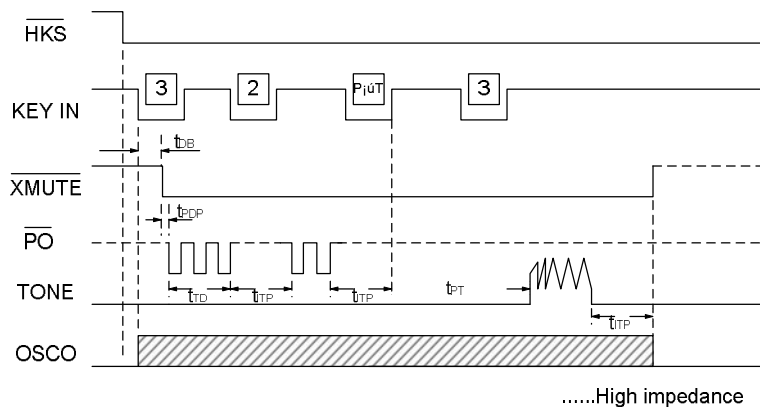 HKS
3 2 P¡úT 3
KEY IN
tDB
XMUTE
tPDP
PO
TONE tTD tITP tITP tPT tITP
OSCO
......High impedance